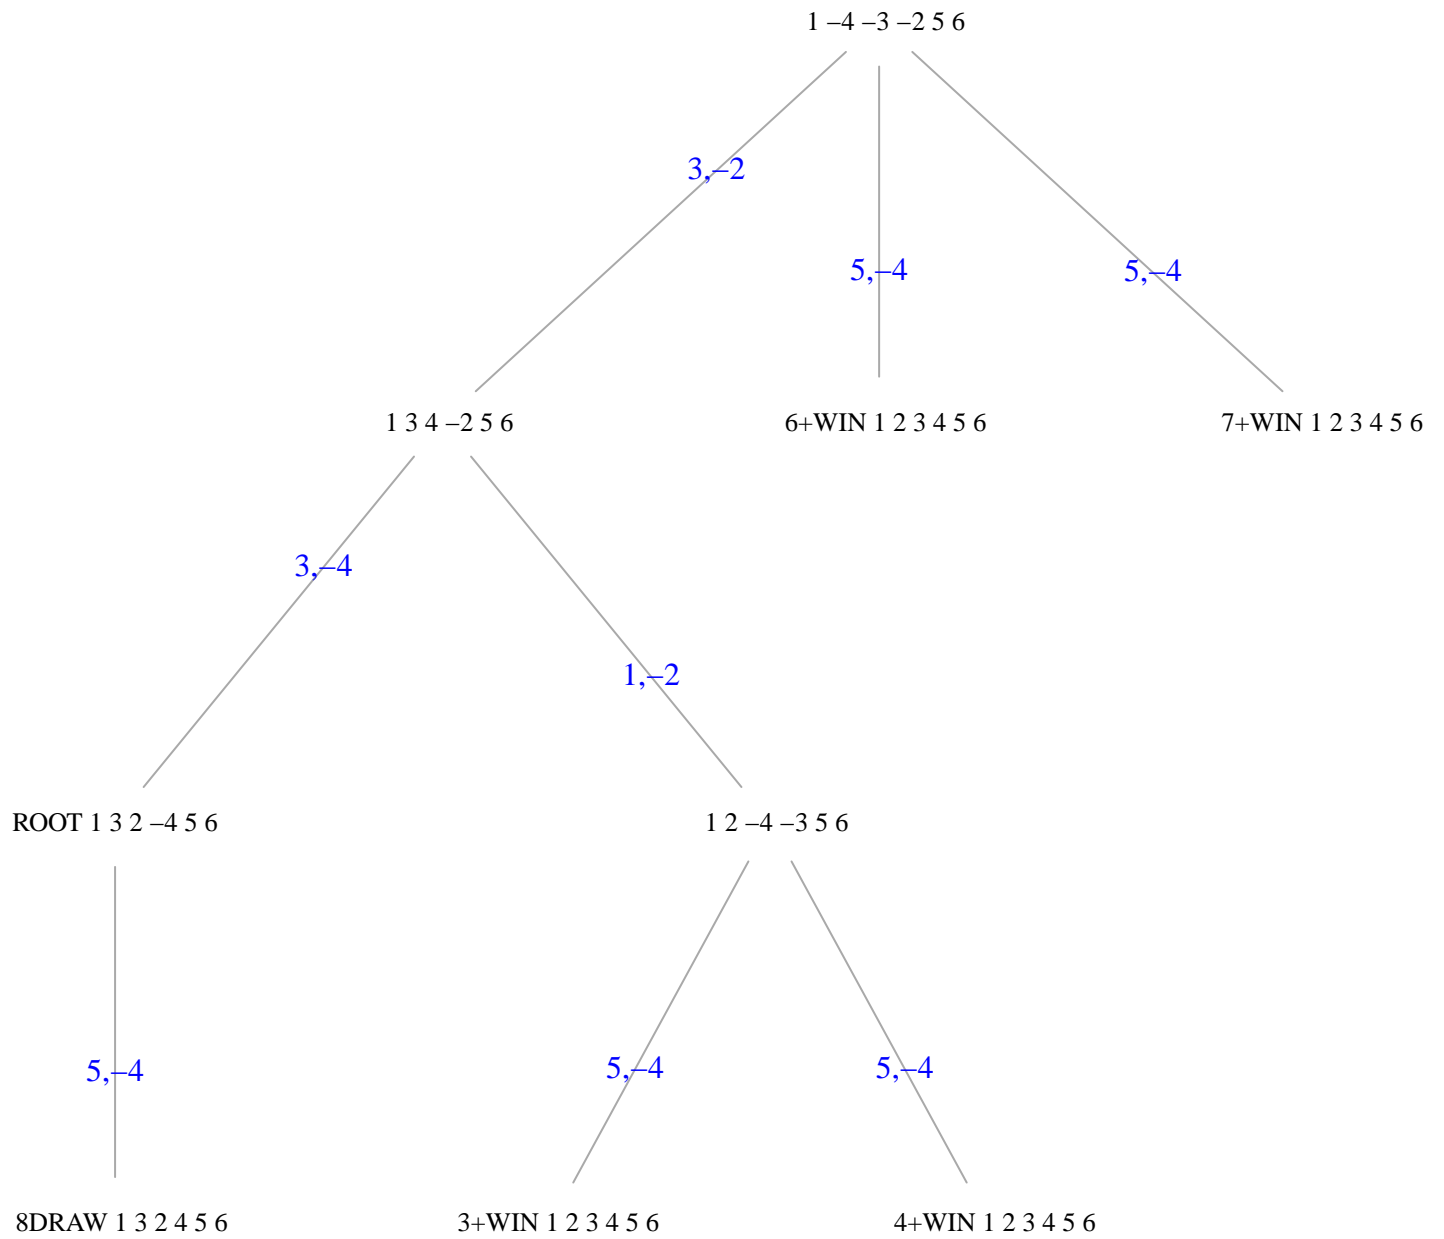 1 –4 –3 –2 5 6
3,–2
5,–4
5,–4
1 3 4 –2 5 6
6+WIN 1 2 3 4 5 6
7+WIN 1 2 3 4 5 6
3,–4
1,–2
ROOT 1 3 2 –4 5 6
1 2 –4 –3 5 6
5,–4
5,–4
5,–4
8DRAW 1 3 2 4 5 6
3+WIN 1 2 3 4 5 6
4+WIN 1 2 3 4 5 6